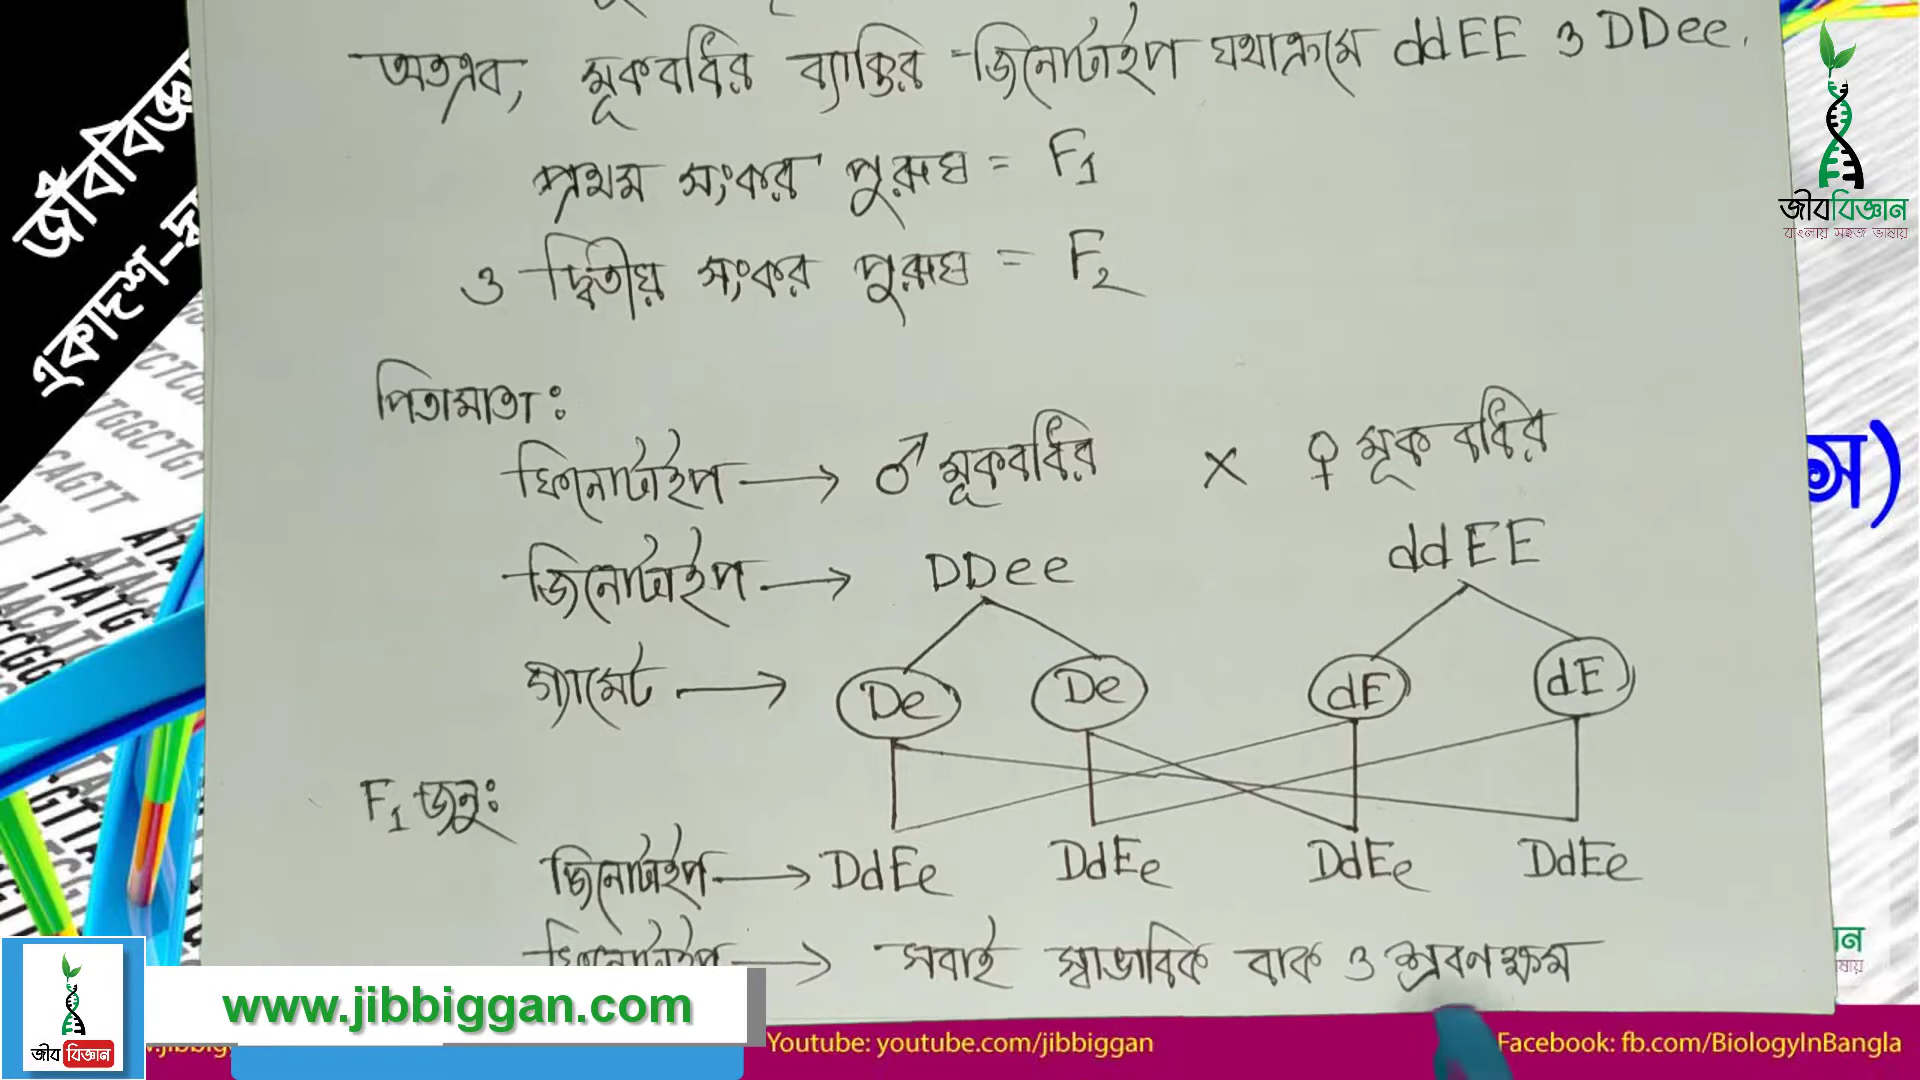 অতএব, মূকবধির ব্যাক্তির জিনোটাইপ যথাক্রমে ddEE ও DDee.
প্রথম সংকর পুরুষ = F1
ও দ্বিতীয় সংকর পুরুষ = F2
পিতামাতা:
ফিনোটাইপ → ♂ মূকবধির × ♀ মূকবধির
জিনোটাইপ → DDee ddEE
গ্যামেট → De De dE dE
F1 জনু:
জিনোটাইপ → DdEe DdEe DdEe DdEe
ফিনোটাইপ → সবাই স্বাভাবিক বাক ও শ্রবণক্ষম
জীববিজ্ঞান
একাদশ-দ্ব
জীববিজ্ঞান
বাংলায় সহজ ভাষায়
স)
জীব বিজ্ঞান
www.jibbiggan.com
Youtube: youtube.com/jibbiggan
Facebook: fb.com/BiologyInBangla